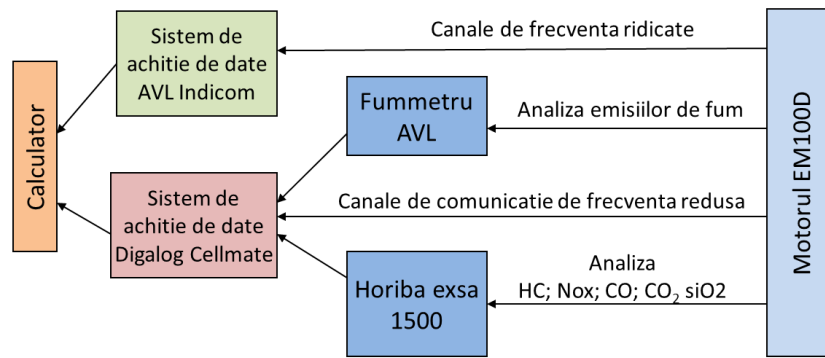 Calculator
Sistem de
achitie de date
AVL Indicom
Sistem de
achitie de date
Digalog Cellmate
Fummetru
AVL
Horiba exsa
1500
Canale de frecventa ridicate
Analiza emisiilor de fum
Canale de comunicatie de frecventa redusa
Analiza
HC; Nox; CO; CO₂ siO2
Motorul EM100D